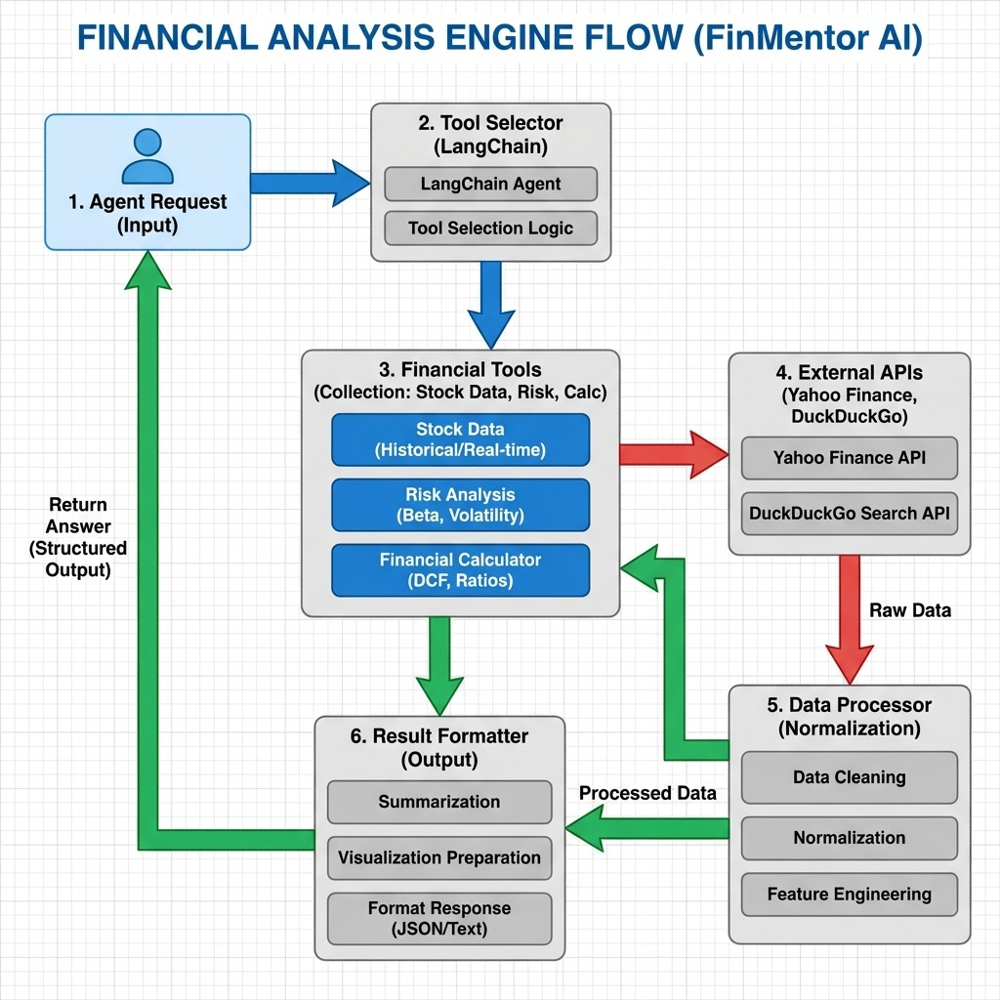 FINANCIAL ANALYSIS ENGINE FLOW (FinMentor AI)
1. Agent Request
(Input)
2. Tool Selector
(LangChain)
LangChain Agent
Tool Selection Logic
3. Financial Tools
(Collection: Stock Data, Risk, Calc)
Stock Data
(Historical/Real-time)
Risk Analysis
(Beta, Volatility)
Financial Calculator
(DCF, Ratios)
4. External APIs
(Yahoo Finance,
DuckDuckGo)
Yahoo Finance API
DuckDuckGo Search API
Raw Data
5. Data Processor
(Normalization)
Data Cleaning
Normalization
Feature Engineering
Processed Data
6. Result Formatter
(Output)
Summarization
Visualization Preparation
Format Response
(JSON/Text)
Return
Answer
(Structured
Output)